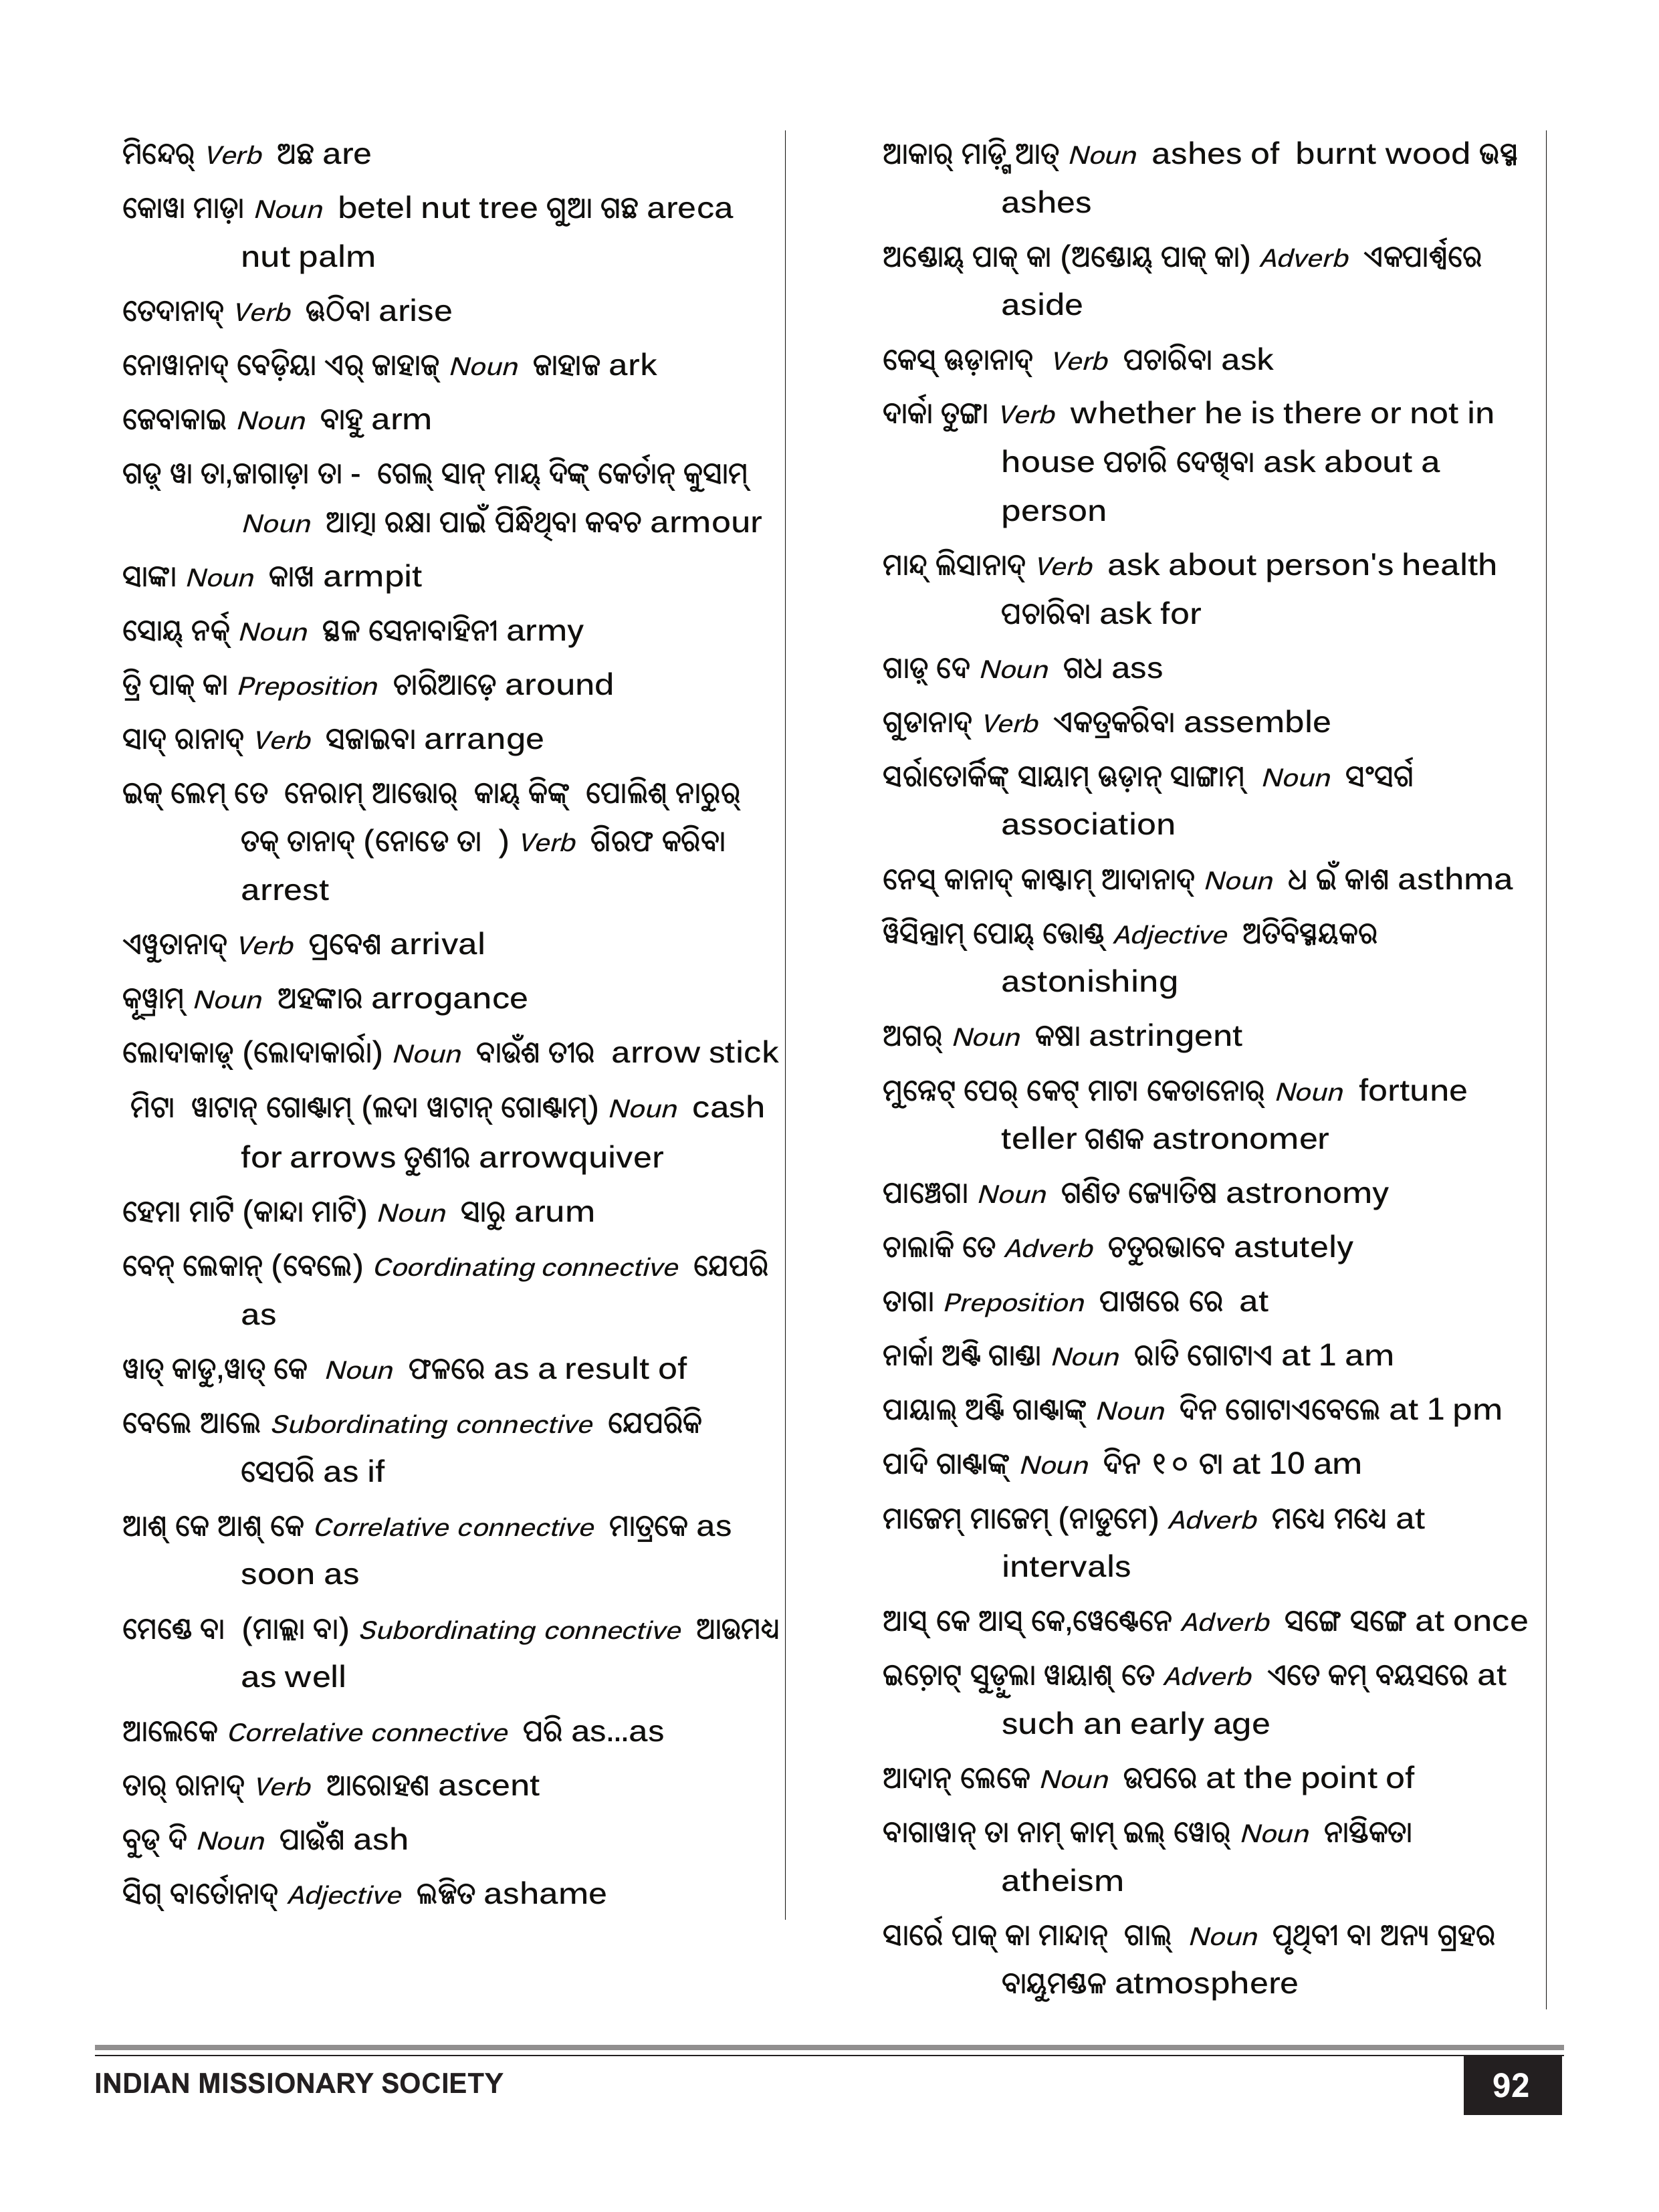 ମିନ୍ଦେର୍ Verb ଅଛ are
କୋୱା ମାଡ଼ା Noun betel nut tree ଗୁଆ ଗଛ areca
nut palm
ତେଦାନାଦ୍ Verb ଊଠିବା arise
ନୋୱାନାଦ୍ ବେଡ଼ିୟା ଏର୍ ଜାହାଜ୍ Noun ଜାହାଜ ark
ଜେବାକାଇ Noun ବାହୁ arm
ଗଡ଼୍ ୱା ତା,ଜାଗାଡ଼ା ତା - ଗେଲ୍ ସାନ୍ ମାୟ୍ ଦିଙ୍କ୍ କେର୍ତାନ୍ କୁସାମ୍
Noun ଆତ୍ମା ରକ୍ଷା ପାଇଁ ପିନ୍ଧିଥିବା କବଚ armour
ସାଙ୍କା Noun କାଖ armpit
ସୋୟ୍ ନର୍କ୍ Noun ସ୍ଥଳ ସେନାବାହିନୀ army
ତ୍ରି ପାକ୍ କା Preposition ଚାରିଆଡ଼େ around
ସାଦ୍ ରାନାଦ୍ Verb ସଜାଇବା arrange
ଇକ୍ ଲେମ୍ ତେ ନେରାମ୍ ଆତ୍ତୋର୍ କାୟ୍ କିଙ୍କ୍ ପୋଲିଶ୍ ନାରୁର୍
ତକ୍ ତାନାଦ୍ (ନୋଡେ ତା ) Verb ଗିରଫ କରିବା
arrest
ଏୱୁତାନାଦ୍ Verb ପ୍ରବେଶ arrival
କୂୱ୍ରାମ୍ Noun ଅହଙ୍କାର arrogance
ଲୋଦାକାଡ଼୍ (ଲୋଦାକାର୍ରା) Noun ବାଉଁଶ ତୀର arrow stick
ମିଟା ୱାଟାନ୍ ଗୋଣ୍ଟାମ୍ (ଲଦା ୱାଟାନ୍ ଗୋଣ୍ଟାମ୍) Noun cash
for arrows ତୁଣୀର arrowquiver
ହେମା ମାଟି (କାନ୍ଦା ମାଟି) Noun ସାରୁ arum
ବେନ୍ ଲେକାନ୍ (ବେଲେ) Coordinating connective ଯେପରି
as
ୱାତ୍ କାଡୁ,ୱାତ୍ କେ Noun ଫଳରେ as a result of
ବେଲେ ଆଲେ Subordinating connective ଯେପରିକି
ସେପରି as if
ଆଶ୍ କେ ଆଶ୍ କେ Correlative connective ମାତ୍ରକେ as
soon as
ମେଣ୍ଡେ ବା (ମାଲ୍ଲା ବା) Subordinating connective ଆଉମଧ୍ୟ
as well
ଆଲେକେ Correlative connective ପରି as...as
ତାର୍ ରାନାଦ୍ Verb ଆରୋହଣ ascent
ବୁଡ୍ ଦି Noun ପାଉଁଶ ash
ସିଗ୍ ବାର୍ତୋନାଦ୍ Adjective ଲଜ୍ଜିତ ashame
ଆକାର୍ ମାଡ଼୍ଗି ଆତ୍ Noun ashes of burnt wood ଭସ୍ମ
ashes
ଅଣ୍ଡୋୟ୍ ପାକ୍ କା (ଅଣ୍ଡୋୟ୍ ପାକ୍ କା) Adverb ଏକପାର୍ଶ୍ୱରେ
aside
କେସ୍ ଊଡ଼ାନାଦ୍ Verb ପଚାରିବା ask
ଦାର୍କା ତୁଙ୍ଗା Verb whether he is there or not in
house ପଚାରି ଦେଖିବା ask about a
person
ମାନ୍ଦ୍ ଲିସାନାଦ୍ Verb ask about person's health
ପଚାରିବା ask for
ଗାଡ଼୍ ଦେ Noun ଗଧ ass
ଗୁଡାନାଦ୍ Verb ଏକତ୍ରକରିବା assemble
ସର୍ରାତୋର୍କିଙ୍କ୍ ସାୟାମ୍ ଊଡ଼ାନ୍ ସାଙ୍ଗାମ୍ Noun ସଂସର୍ଗ
association
ନେସ୍ କାନାଦ୍ କାଷ୍ଟାମ୍ ଆଦାନାଦ୍ Noun ଧ ଇଁ କାଶ asthma
ୱିସିନ୍ତ୍ରାମ୍ ପୋୟ୍ ତ୍ତୋଣ୍ଡ୍ Adjective ଅତିବିସ୍ମୟକର
astonishing
ଅଗର୍ Noun କଷା astringent
ମୁନ୍ନେଟ୍ ପେର୍ କେଟ୍ ମାଟା କେତାନୋର୍ Noun fortune
teller ଗଣକ astronomer
ପାଞ୍ଚେଗା Noun ଗଣିତ ଜ୍ୟୋତିଷ astronomy
ଚାଲାକି ତେ Adverb ଚତୁରଭାବେ astutely
ତାଗା Preposition ପାଖରେ ରେ at
ନାର୍କା ଅଣ୍ଟି ଗାଣ୍ଡା Noun ରାତି ଗୋଟାଏ at 1 am
ପାୟାଲ୍ ଅଣ୍ଟି ଗାଣ୍ଟାଙ୍କ୍ Noun ଦିନ ଗୋଟାଏବେଲେ at 1 pm
ପାଦି ଗାଣ୍ଟାଙ୍କ୍ Noun ଦିନ ୧୦ ଟା at 10 am
ମାଜେମ୍ ମାଜେମ୍ (ନାଡୁମେ) Adverb ମଧ୍ୟେ ମଧ୍ୟେ at
intervals
ଆସ୍ କେ ଆସ୍ କେ,ୱେଣ୍ଟେନେ Adverb ସଙ୍ଗେ ସଙ୍ଗେ at once
ଇଚ଼ୋଟ୍ ସୁଡ଼ୁଲା ୱାୟାଶ୍ ତେ Adverb ଏତେ କମ୍ ବୟସରେ at
such an early age
ଆଦାନ୍ ଲେକେ Noun ଉପରେ at the point of
ବାଗାୱାନ୍ ତା ନାମ୍ କାମ୍ ଇଲ୍ ୱୋର୍ Noun ନାସ୍ତିକତା
atheism
ସାର୍ରେ ପାକ୍ କା ମାନ୍ଦାନ୍ ଗାଲ୍ Noun ପୃଥିବୀ ବା ଅନ୍ୟ ଗ୍ରହର
ବାୟୁମଣ୍ଡଳ atmosphere
INDIAN MISSIONARY SOCIETY
92